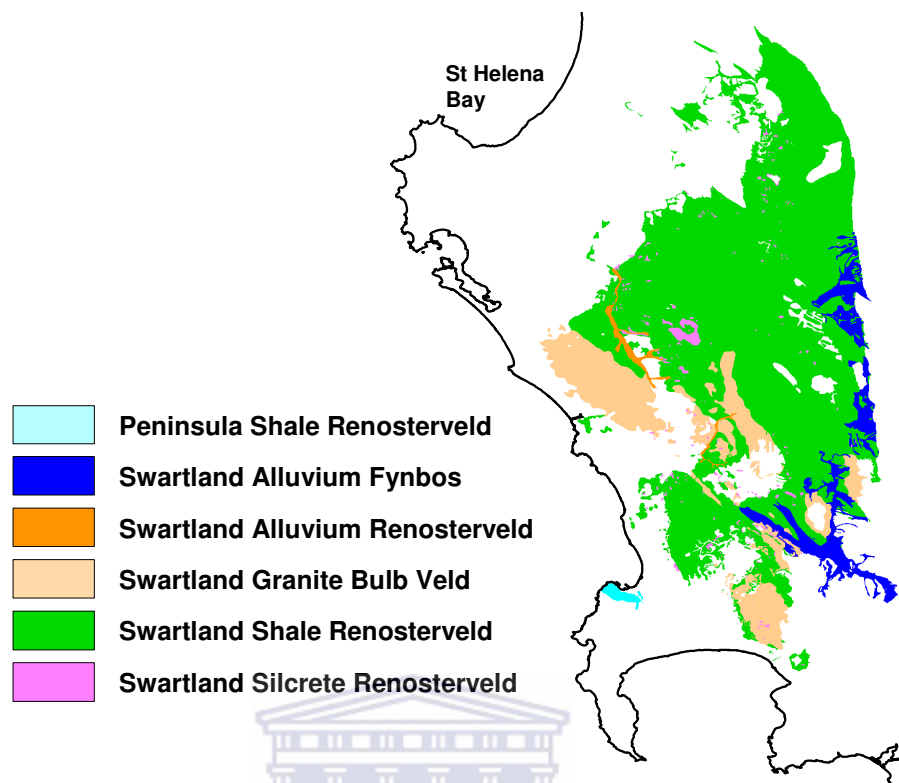 St Helena
Bay
Peninsula Shale Renosterveld
Swartland Alluvium Fynbos
Swartland Alluvium Renosterveld
Swartland Granite Bulb Veld
Swartland Shale Renosterveld
Swartland Silcrete Renosterveld